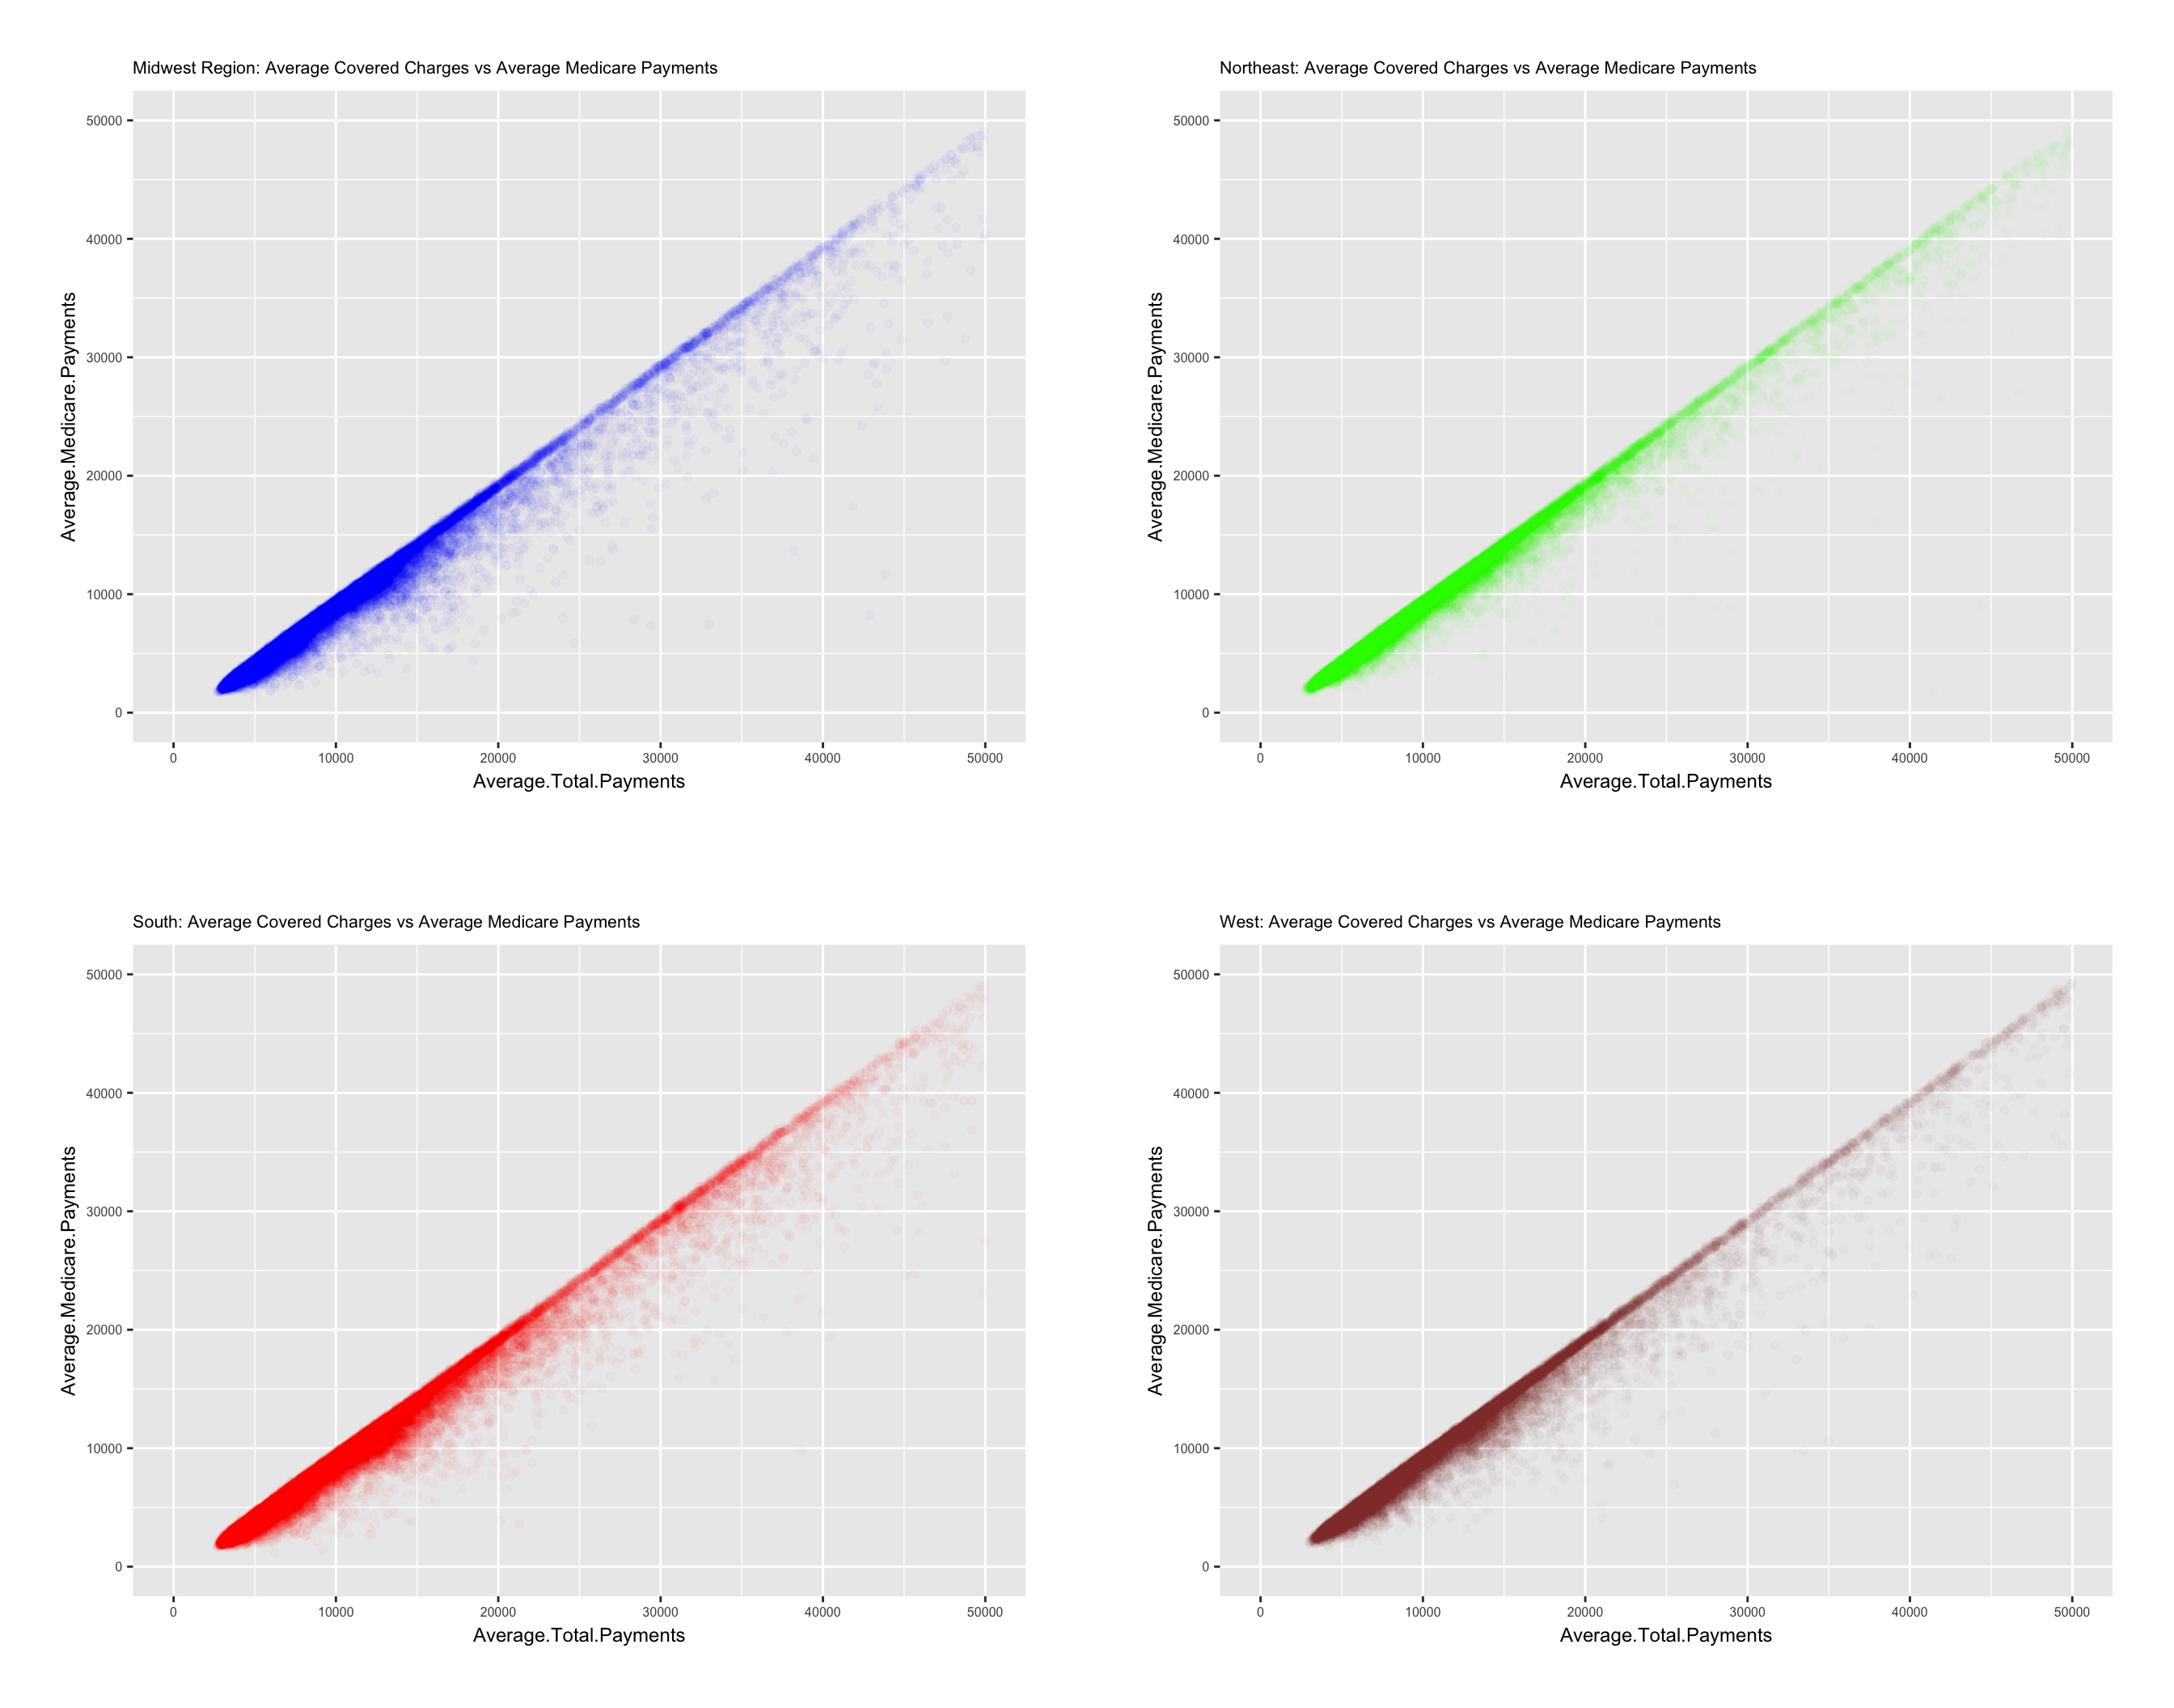 Midwest Region: Average Covered Charges vs Average Medicare Payments
Average.Medicare.Payments
50000
40000
30000
20000
10000
0
0 10000 20000 30000 40000 50000
Average.Total.Payments
Northeast: Average Covered Charges vs Average Medicare Payments
Average.Medicare.Payments
50000
40000
30000
20000
10000
0
0 10000 20000 30000 40000 50000
Average.Total.Payments
South: Average Covered Charges vs Average Medicare Payments
Average.Medicare.Payments
50000
40000
30000
20000
10000
0
0 10000 20000 30000 40000 50000
Average.Total.Payments
West: Average Covered Charges vs Average Medicare Payments
Average.Medicare.Payments
50000
40000
30000
20000
10000
0
0 10000 20000 30000 40000 50000
Average.Total.Payments